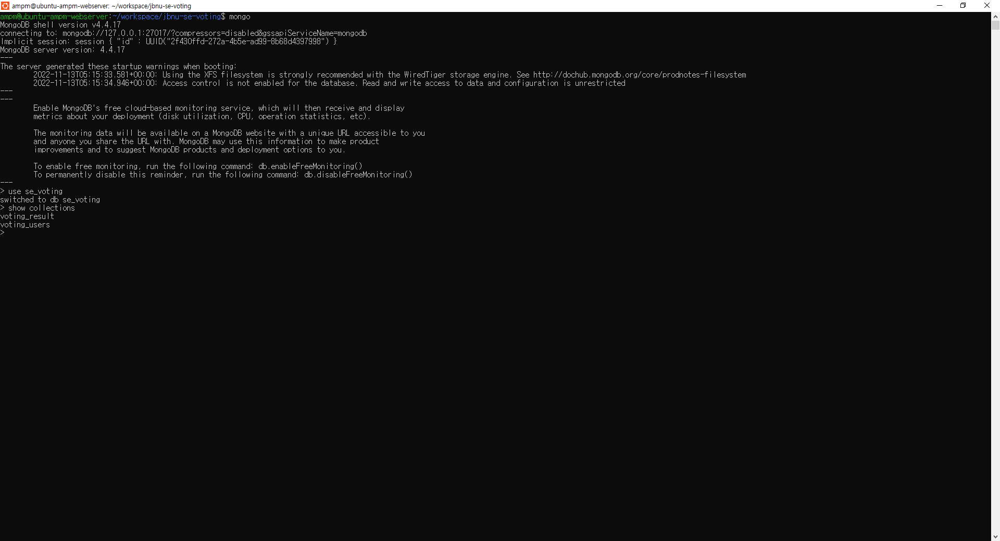 ampm@ubuntu-ampm-webserver: ~/workspace/jbnu-se-voting
ampm@ubuntu-ampm-webserver:~/workspace/jbnu-se-voting$ mongo
MongoDB shell version v4.4.17
connecting to: mongodb://127.0.0.1:27017/?compressors=disabled&gssapiServiceName=mongodb
Implicit session: session { "id" : UUID("2f430ffd-272a-4b5e-ad99-8b68d4397998") }
MongoDB server version: 4.4.17
---
The server generated these startup warnings when booting:
        2022-11-13T05:15:33.581+00:00: Using the XFS filesystem is strongly recommended with the WiredTiger storage engine. See http://dochub.mongodb.org/core/prodnotes-filesystem
        2022-11-13T05:15:34.946+00:00: Access control is not enabled for the database. Read and write access to data and configuration is unrestricted
---
---
        Enable MongoDB's free cloud-based monitoring service, which will then receive and display
        metrics about your deployment (disk utilization, CPU, operation statistics, etc).
        The monitoring data will be available on a MongoDB website with a unique URL accessible to you
        and anyone you share the URL with. MongoDB may use this information to make product
        improvements and to suggest MongoDB products and deployment options to you.
        To enable free monitoring, run the following command: db.enableFreeMonitoring()
        To permanently disable this reminder, run the following command: db.disableFreeMonitoring()
---
> use se_voting
switched to db se_voting
> show collections
voting_result
voting_users
>